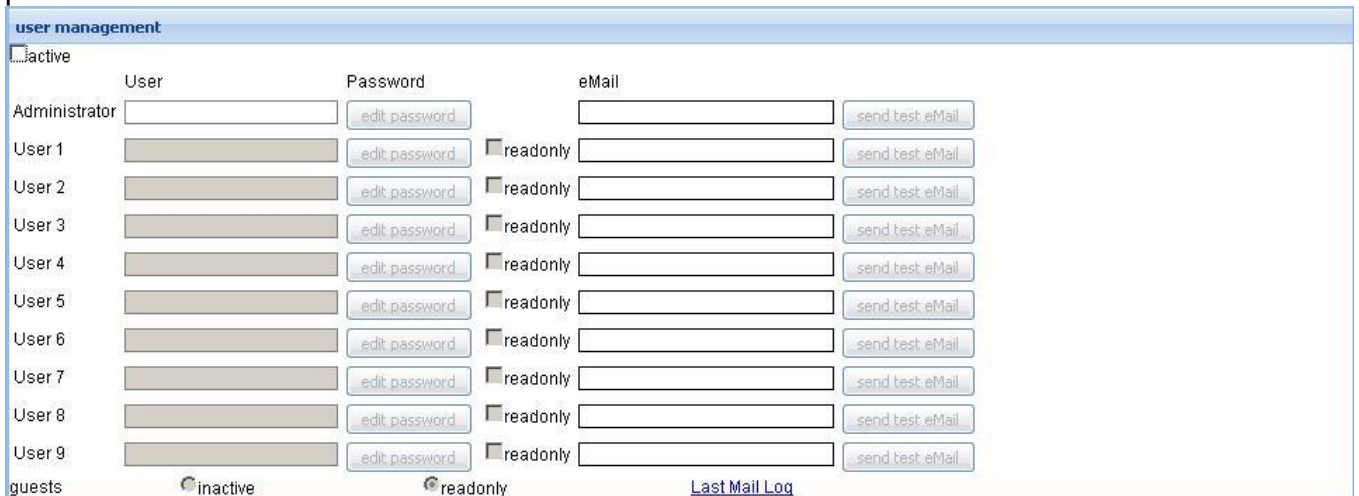 user management
active
User Password eMail
Administrator edit password send test eMail
User 1 edit password readonly send test eMail
User 2 edit password readonly send test eMail
User 3 edit password readonly send test eMail
User 4 edit password readonly send test eMail
User 5 edit password readonly send test eMail
User 6 edit password readonly send test eMail
User 7 edit password readonly send test eMail
User 8 edit password readonly send test eMail
User 9 edit password readonly send test eMail
guests inactive readonly Last Mail Log